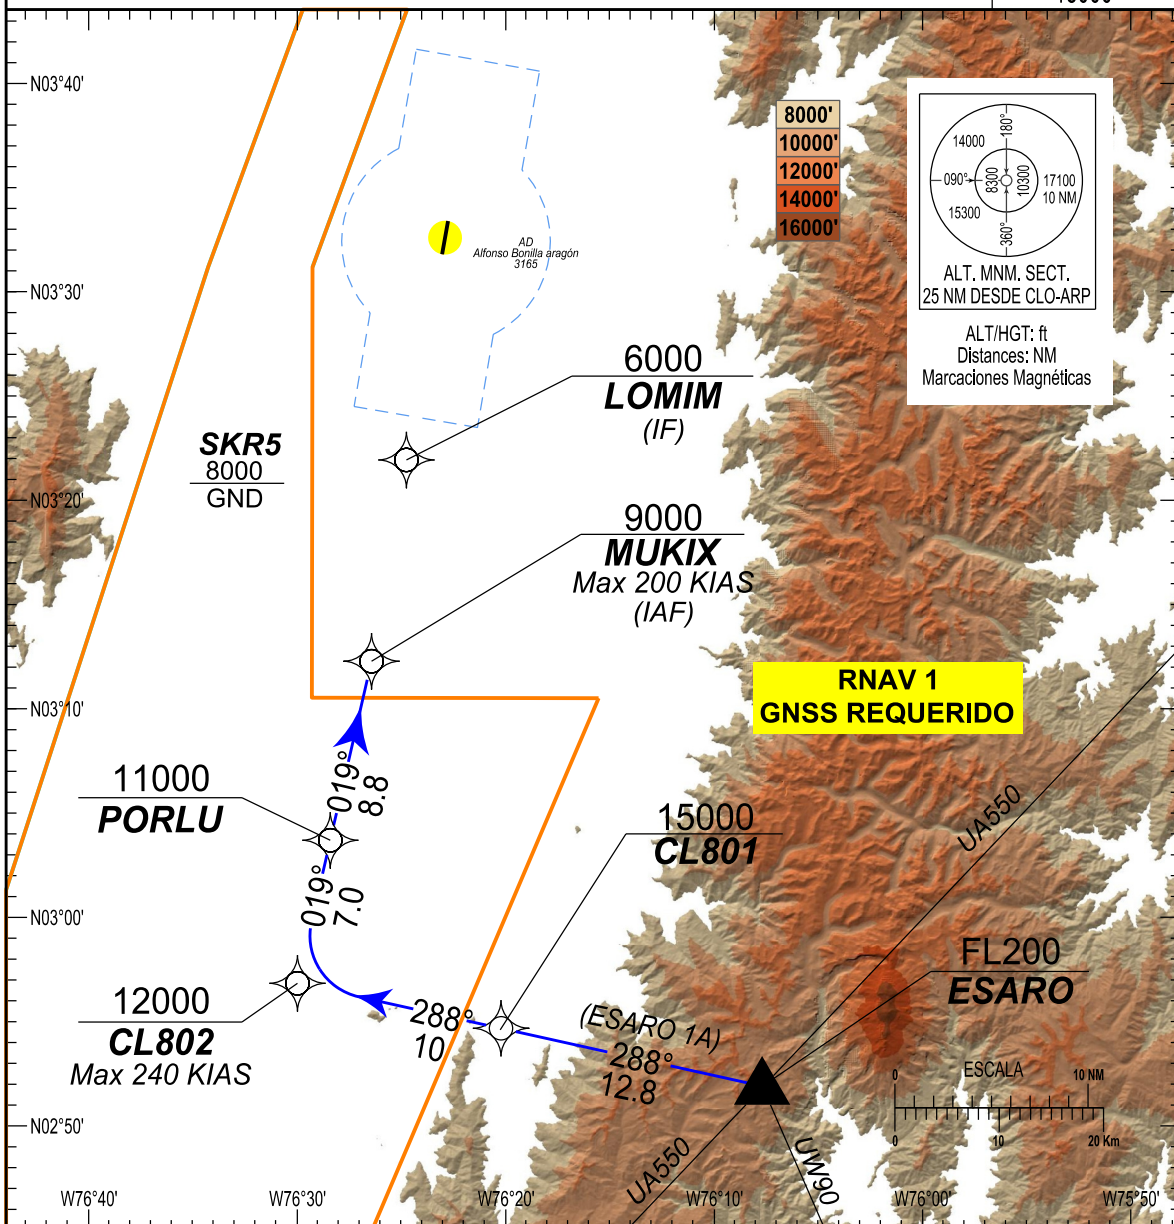 N03°40'
8000'
10000'
12000'
14000'
16000'
180°
14000
090°
8300
10300
17100
10 NM
15300
360°
ALT. MNM. SECT.
25 NM DESDE CLO-ARP
ALT/HGT: ft
Distances: NM
Marcaciones Magnéticas
AD
Alfonso Bonilla aragón
3165
N03°30'
6000
LOMIM
(IF)
SKR5
8000
GND
N03°20'
9000
MUKIX
Max 200 KIAS
(IAF)
RNAV 1
GNSS REQUERIDO
N03°10'
019°
8.8
11000
PORLU
15000
CL801
UA550
019°
7.0
N03°00'
FL200
ESARO
12000
CL802
Max 240 KIAS
288°
10
(ESARO 1A)
288°
12.8
ESCALA
0
10 NM
0
10
20 Km
N02°50'
UA550
UW90
W76°40'
W76°30'
W76°20'
W76°10'
W76°00'
W75°50'